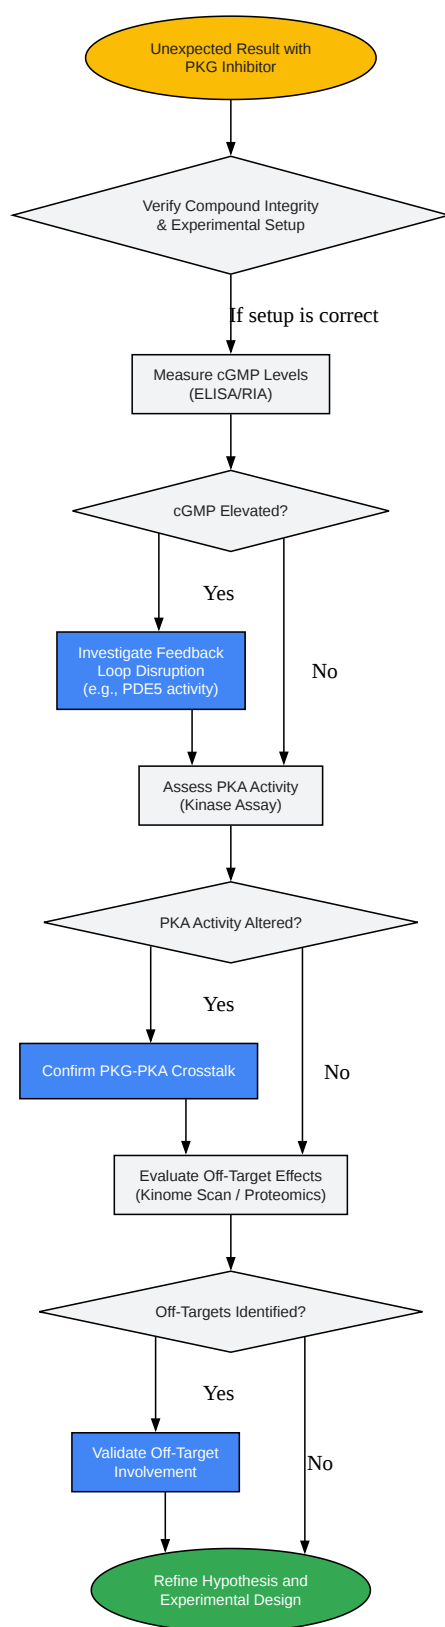 Unexpected Result with
PKG Inhibitor
Verify Compound Integrity
& Experimental Setup
If setup is correct
Measure cGMP Levels
(ELISA/RIA)
cGMP Elevated?
Yes
Investigate Feedback
Loop Disruption
(e.g., PDE5 activity)
No
Assess PKA Activity
(Kinase Assay)
PKA Activity Altered?
Yes
Confirm PKG-PKA Crosstalk
No
Evaluate Off-Target Effects
(Kinome Scan / Proteomics)
Off-Targets Identified?
Yes
Validate Off-Target
Involvement
No
Refine Hypothesis and
Experimental Design